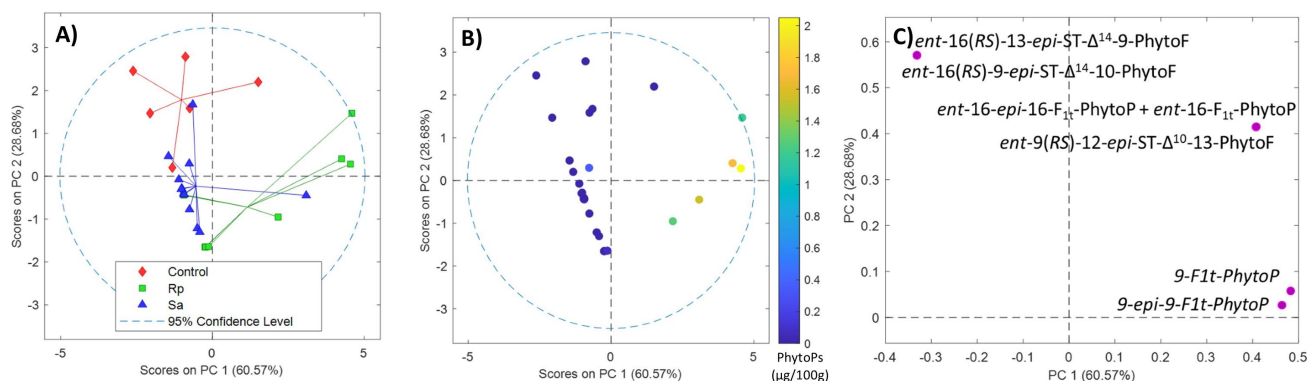 A)
Scores on PC 2 (28.68%)
3
2
1
0
-1
-2
-3
Control
Rp
Sa
95% Confidence Level
-5
0
5
Scores on PC 1 (60.57%)
B)
Scores on PC 2 (28.68%)
3
2
1
0
-1
-2
-3
-5
0
5
Scores on PC 1 (60.57%)
2
1.8
1.6
1.4
1.2
1
0.8
0.6
0.4
0.2
0
PhytoPs
(µg/100g)
C)
PC 2 (28.68%)
0.6
0.5
0.4
0.3
0.2
0.1
0
ent-16(RS)-13-epi-ST-Δ¹⁴-9-PhytoF
ent-16(RS)-9-epi-ST-Δ¹⁴-10-PhytoF
ent-16-epi-16-F₁ₜ-PhytoP + ent-16-F₁ₜ-PhytoP
ent-9(RS)-12-epi-ST-Δ¹⁰-13-PhytoF
9-F1t-PhytoP
9-epi-9-F1t-PhytoP
-0.4
-0.3
-0.2
-0.1
0
0.1
0.2
0.3
0.4
0.5
PC 1 (60.57%)